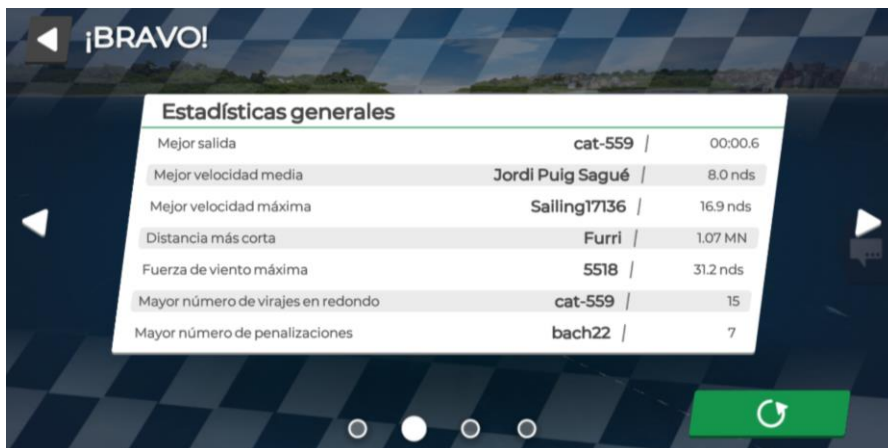 ¡BRAVO!
Estadísticas generales
Mejor salida cat-559 | 00:00.6
Mejor velocidad media Jordi Puig Sagué | 8.0 nds
Mejor velocidad máxima Sailing17136 | 16.9 nds
Distancia más corta Furri | 1.07 MN
Fuerza de viento máxima 5518 | 31.2 nds
Mayor número de virajes en redondo cat-559 | 15
Mayor número de penalizaciones bach22 | 7